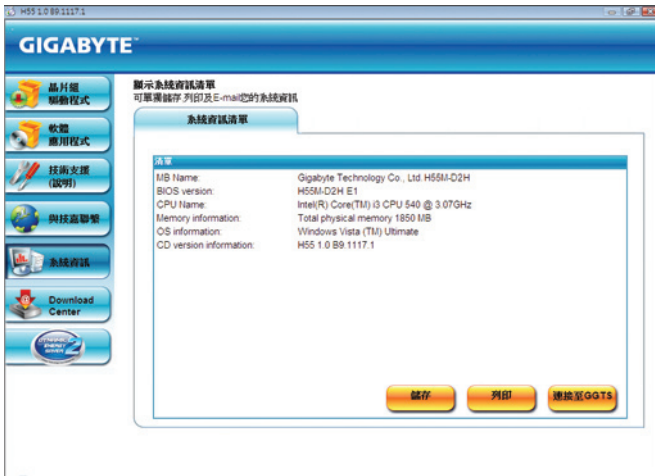 H55 1.0 B9.1117.1
GIGABYTE™
晶片組
驅動程式
軟體
應用程式
技術支援
(說明)
與技嘉聯繫
系統資訊
Download
Center
DYNAMIC
ENERGY
SAVER 2
顯示系統資訊清單
可單獨儲存,列印及E-mail您的系統資訊
系統資訊清單
清單
MB Name: Gigabyte Technology Co., Ltd. H55M-D2H
BIOS version: H55M-D2H E1
CPU Name: Intel(R) Core(TM) i3 CPU 540 @ 3.07GHz
Memory information: Total physical memory 1850 MB
OS information: Windows Vista (TM) Ultimate
CD version information: H55 1.0 B9.1117.1
儲存 列印 連接至GGTS